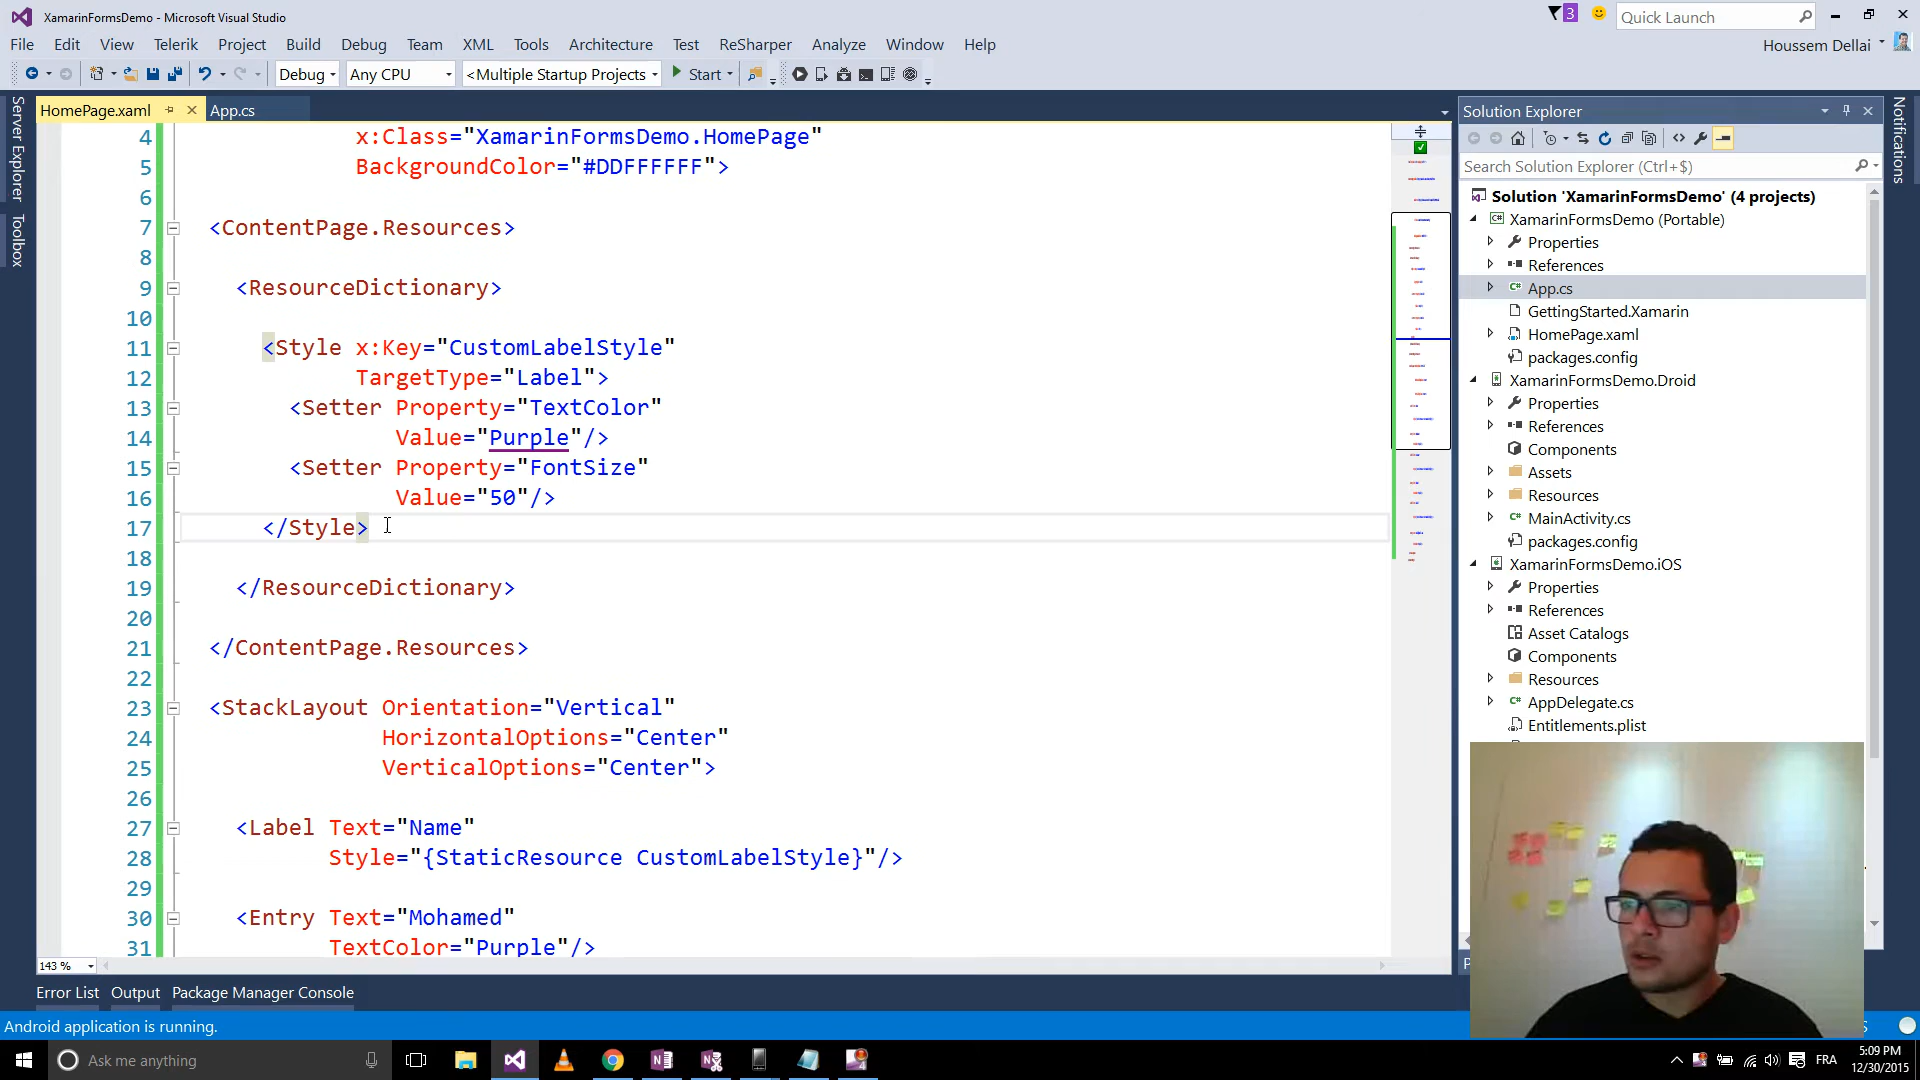 XamarinFormsDemo - Microsoft Visual Studio
3
Quick Launch
File Edit View Telerik Project Build Debug Team XML Tools Architecture Test ReSharper Analyze Window Help
Houssem Dellai
Debug Any CPU <Multiple Startup Projects Start
Server Explorer
Toolbox
HomePage.xaml App.cs
4 x:Class="XamarinFormsDemo.HomePage"
5 BackgroundColor="#DDFFFFFF">
6
7 <ContentPage.Resources>
8
9 <ResourceDictionary>
10
11 <Style x:Key="CustomLabelStyle"
12 TargetType="Label">
13 <Setter Property="TextColor"
14 Value="Purple"/>
15 <Setter Property="FontSize"
16 Value="50"/>
17 </Style>
18
19 </ResourceDictionary>
20
21 </ContentPage.Resources>
22
23 <StackLayout Orientation="Vertical"
24 HorizontalOptions="Center"
25 VerticalOptions="Center">
26
27 <Label Text="Name"
28 Style="{StaticResource CustomLabelStyle}"/>
29
30 <Entry Text="Mohamed"
31 TextColor="Purple"/>
143 %
Solution Explorer
Search Solution Explorer (Ctrl+$)
Solution 'XamarinFormsDemo' (4 projects)
XamarinFormsDemo (Portable)
Properties
References
App.cs
GettingStarted.Xamarin
HomePage.xaml
packages.config
XamarinFormsDemo.Droid
Properties
References
Components
Assets
Resources
MainActivity.cs
packages.config
XamarinFormsDemo.iOS
Properties
References
Asset Catalogs
Components
Resources
AppDelegate.cs
Entitlements.plist
Notifications
Error List Output Package Manager Console
Android application is running.
Ask me anything
FRA
5:09 PM
12/30/2015